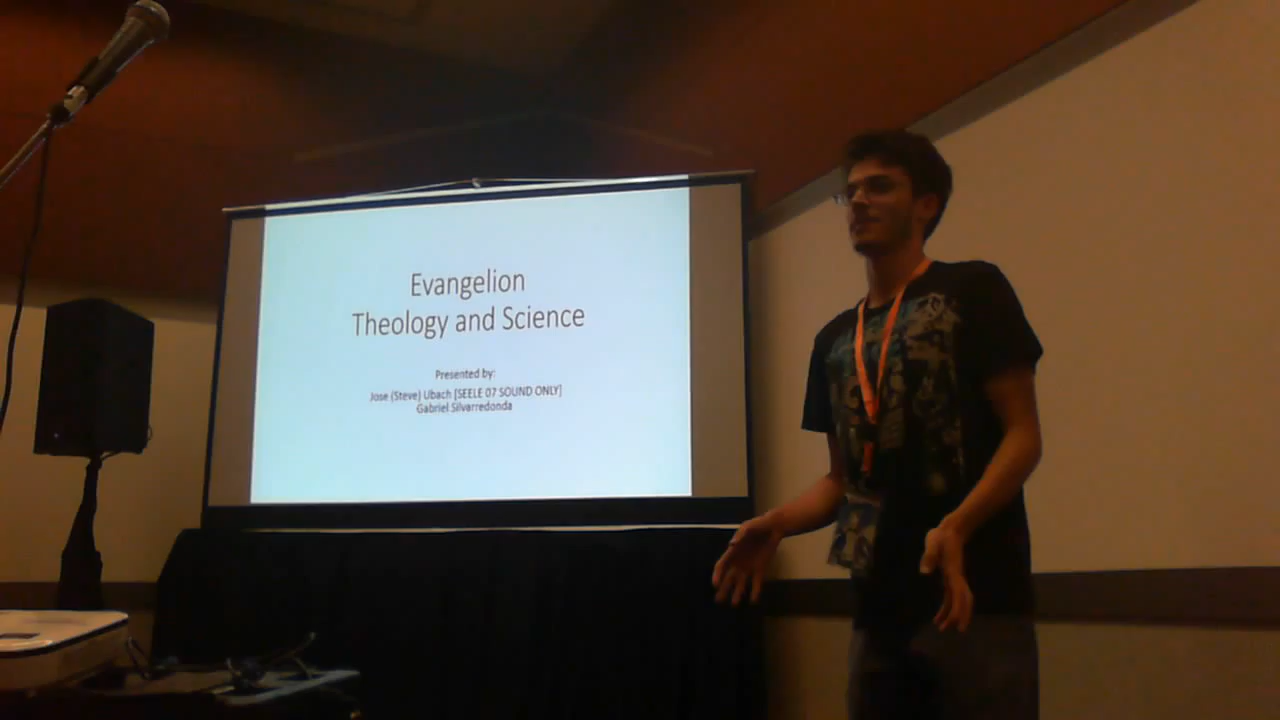 Evangelion
Theology and Science
Presented by:
Jose (Steve) Ubach [SEELE 07 SOUND ONLY]
Gabriel Silvarredonda